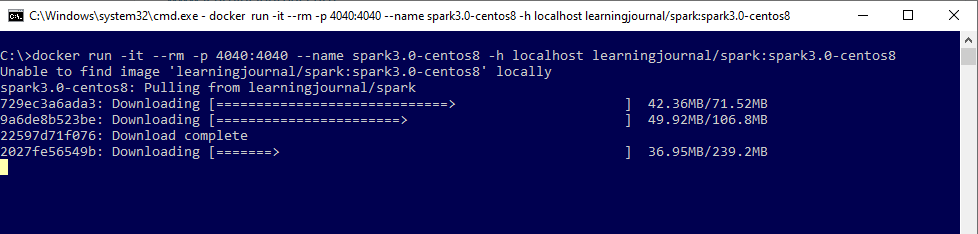 C:\Windows\system32\cmd.exe - docker run -it --rm -p 4040:4040 --name spark3.0-centos8 -h localhost learningjournal/spark:spark3.0-centos8
C:\>docker run -it --rm -p 4040:4040 --name spark3.0-centos8 -h localhost learningjournal/spark:spark3.0-centos8
Unable to find image 'learningjournal/spark:spark3.0-centos8' locally
spark3.0-centos8: Pulling from learningjournal/spark
729ec3a6ada3: Downloading [=============================>                     ]  42.36MB/71.52MB
9a6de8b523be: Downloading [=======================>                           ]  49.92MB/106.8MB
22597d71f076: Download complete
2027fe56549b: Downloading [=======>                                           ]  36.95MB/239.2MB